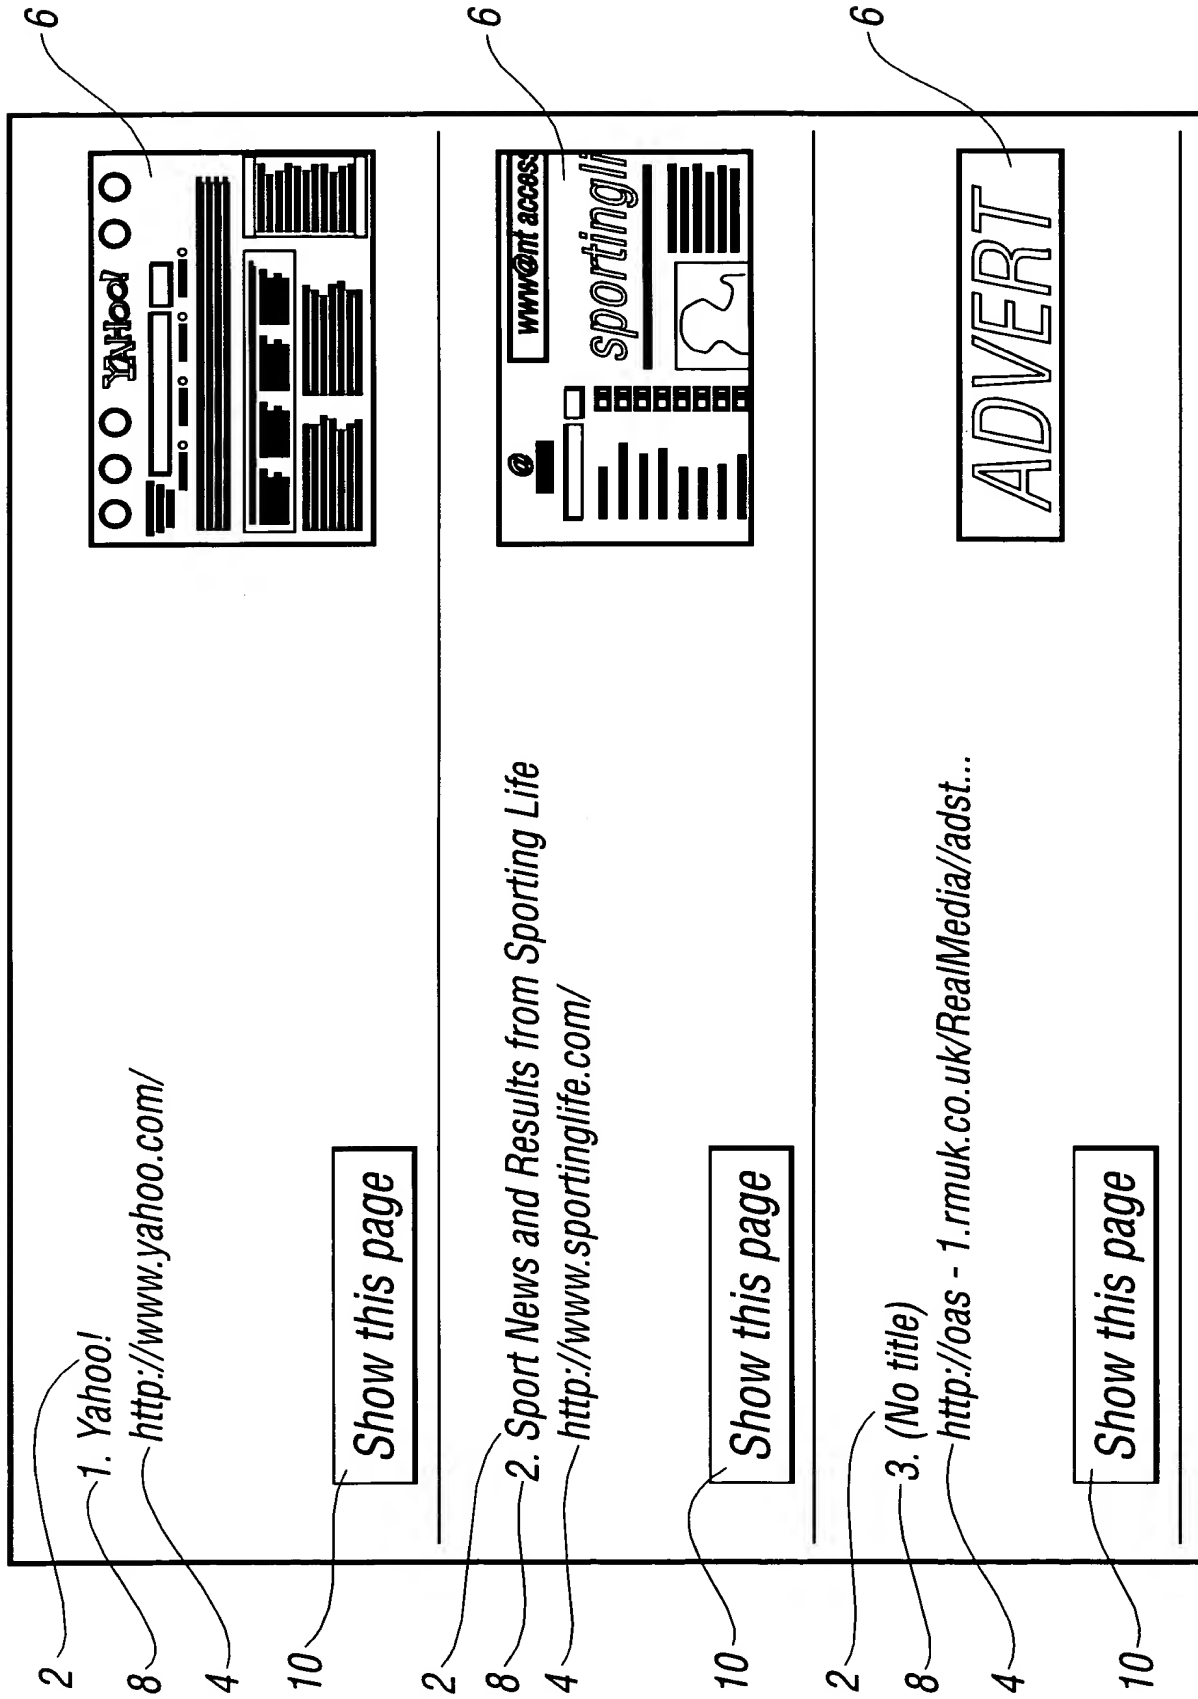 2
8
1. Yahoo!
4
http://www.yahoo.com/
10
Show this page
YAHOO!
6
2
8
2. Sport News and Results from Sporting Life
4
http://www.sportinglife.com/
10
Show this page
@
www@nt access
sportingli
6
2
8
3. (No title)
4
http://oas - 1.rmuk.co.uk/RealMedia//adst...
10
Show this page
ADVERT
6